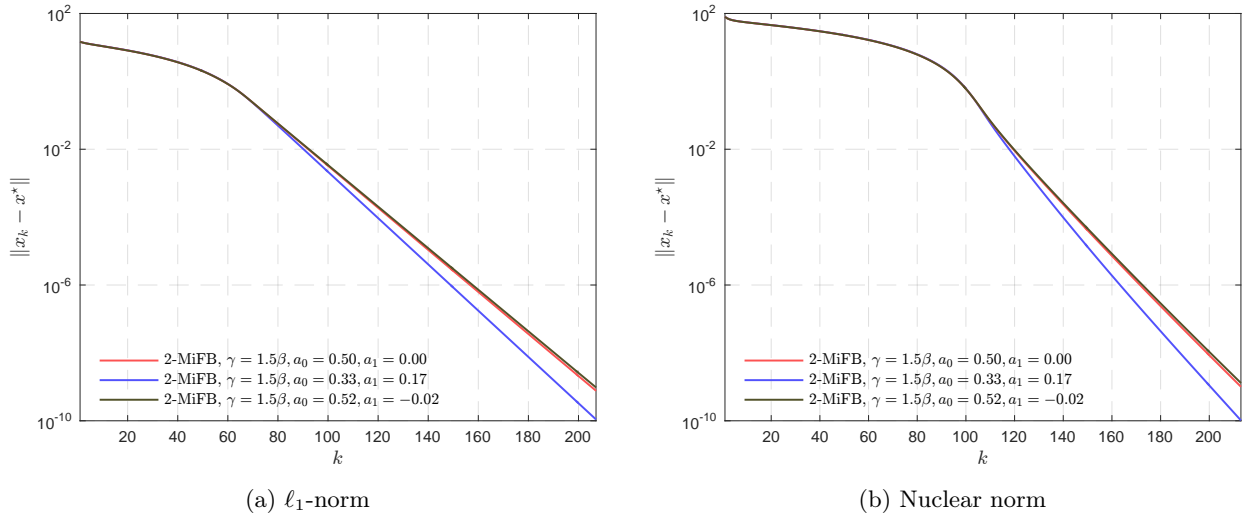 10^2
10^{-2}
10^{-6}
10^{-10}
‖x_k − x^⋆‖
2-MiFB, γ = 1.5β, a_0 = 0.50, a_1 = 0.00
2-MiFB, γ = 1.5β, a_0 = 0.33, a_1 = 0.17
2-MiFB, γ = 1.5β, a_0 = 0.52, a_1 = −0.02
20 40 60 80 100 120 140 160 180 200
k
(a) ℓ_1-norm
10^2
10^{-2}
10^{-6}
10^{-10}
‖x_k − x^⋆‖
2-MiFB, γ = 1.5β, a_0 = 0.50, a_1 = 0.00
2-MiFB, γ = 1.5β, a_0 = 0.33, a_1 = 0.17
2-MiFB, γ = 1.5β, a_0 = 0.52, a_1 = −0.02
20 40 60 80 100 120 140 160 180 200
k
(b) Nuclear norm